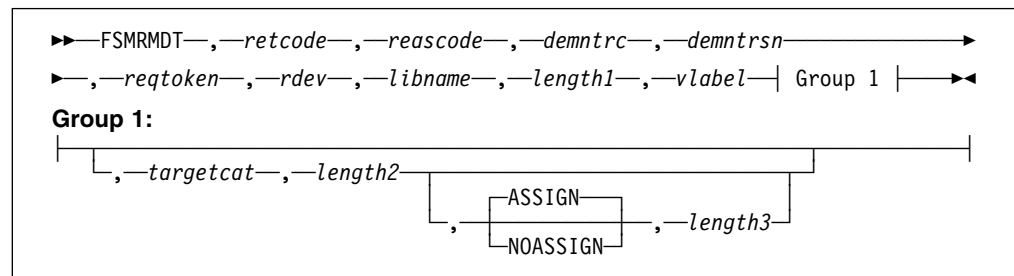 FSMRMDT , retcode , reascode , demntrc , demntrsn
, reqtoken , rdev , libname , length1 , vlabel Group 1
Group 1:
, targetcat , length2
ASSIGN
, , length3
NOASSIGN